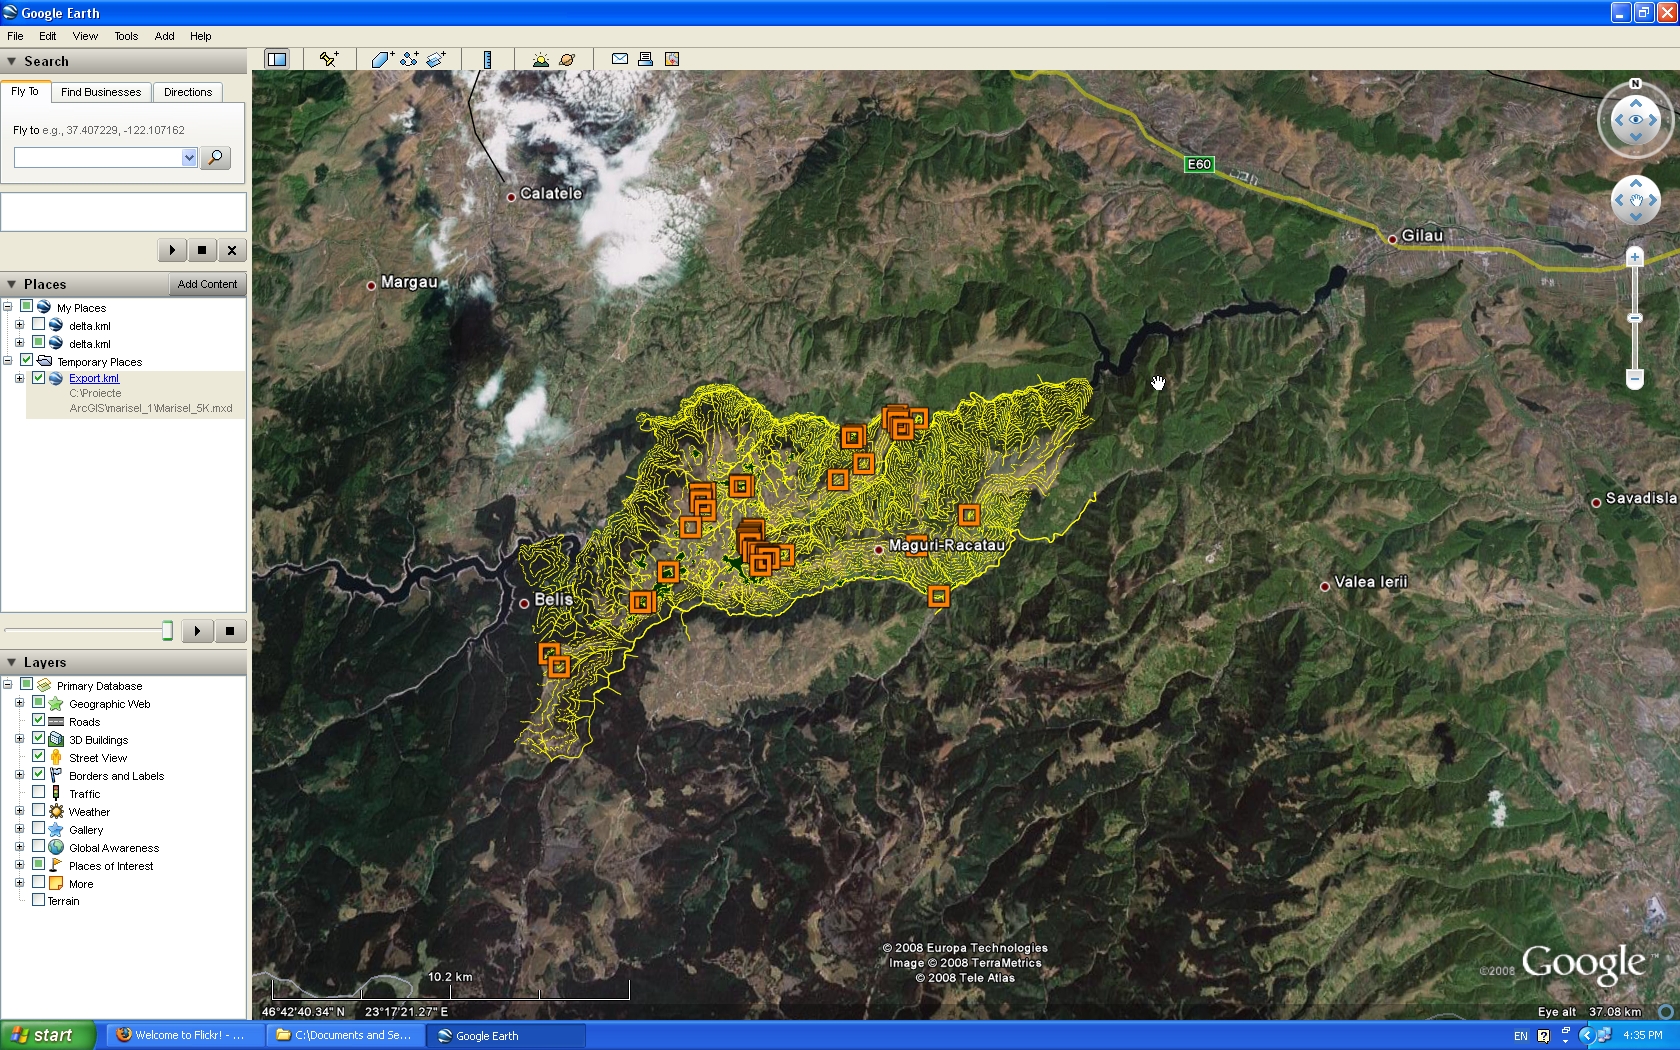 Google Earth
File Edit View Tools Add Help
Search
Fly To Find Businesses Directions
Fly to e.g., 37.407229, -122.107162
Places Add Content
My Places
delta.kml
delta.kml
Temporary Places
Export.kml
C:\Proiecte
ArcGIS\marisel_1\Marisel_5K.mxd
Layers
Primary Database
Geographic Web
Roads
3D Buildings
Street View
Borders and Labels
Traffic
Weather
Gallery
Global Awareness
Places of Interest
More
Terrain
N
E60
Calatele
Gilau
Margau
Savadisla
Maguri-Racatau
Valea Ierii
Belis
© 2008 Europa Technologies
Image © 2008 TerraMetrics
© 2008 Tele Atlas
©2008 Google™
10.2 km
46°42'40.34" N 23°17'21.27" E
Eye alt 37.08 km
start
Welcome to Flickr! - ...
C:\Documents and Se...
Google Earth
EN
4:35 PM